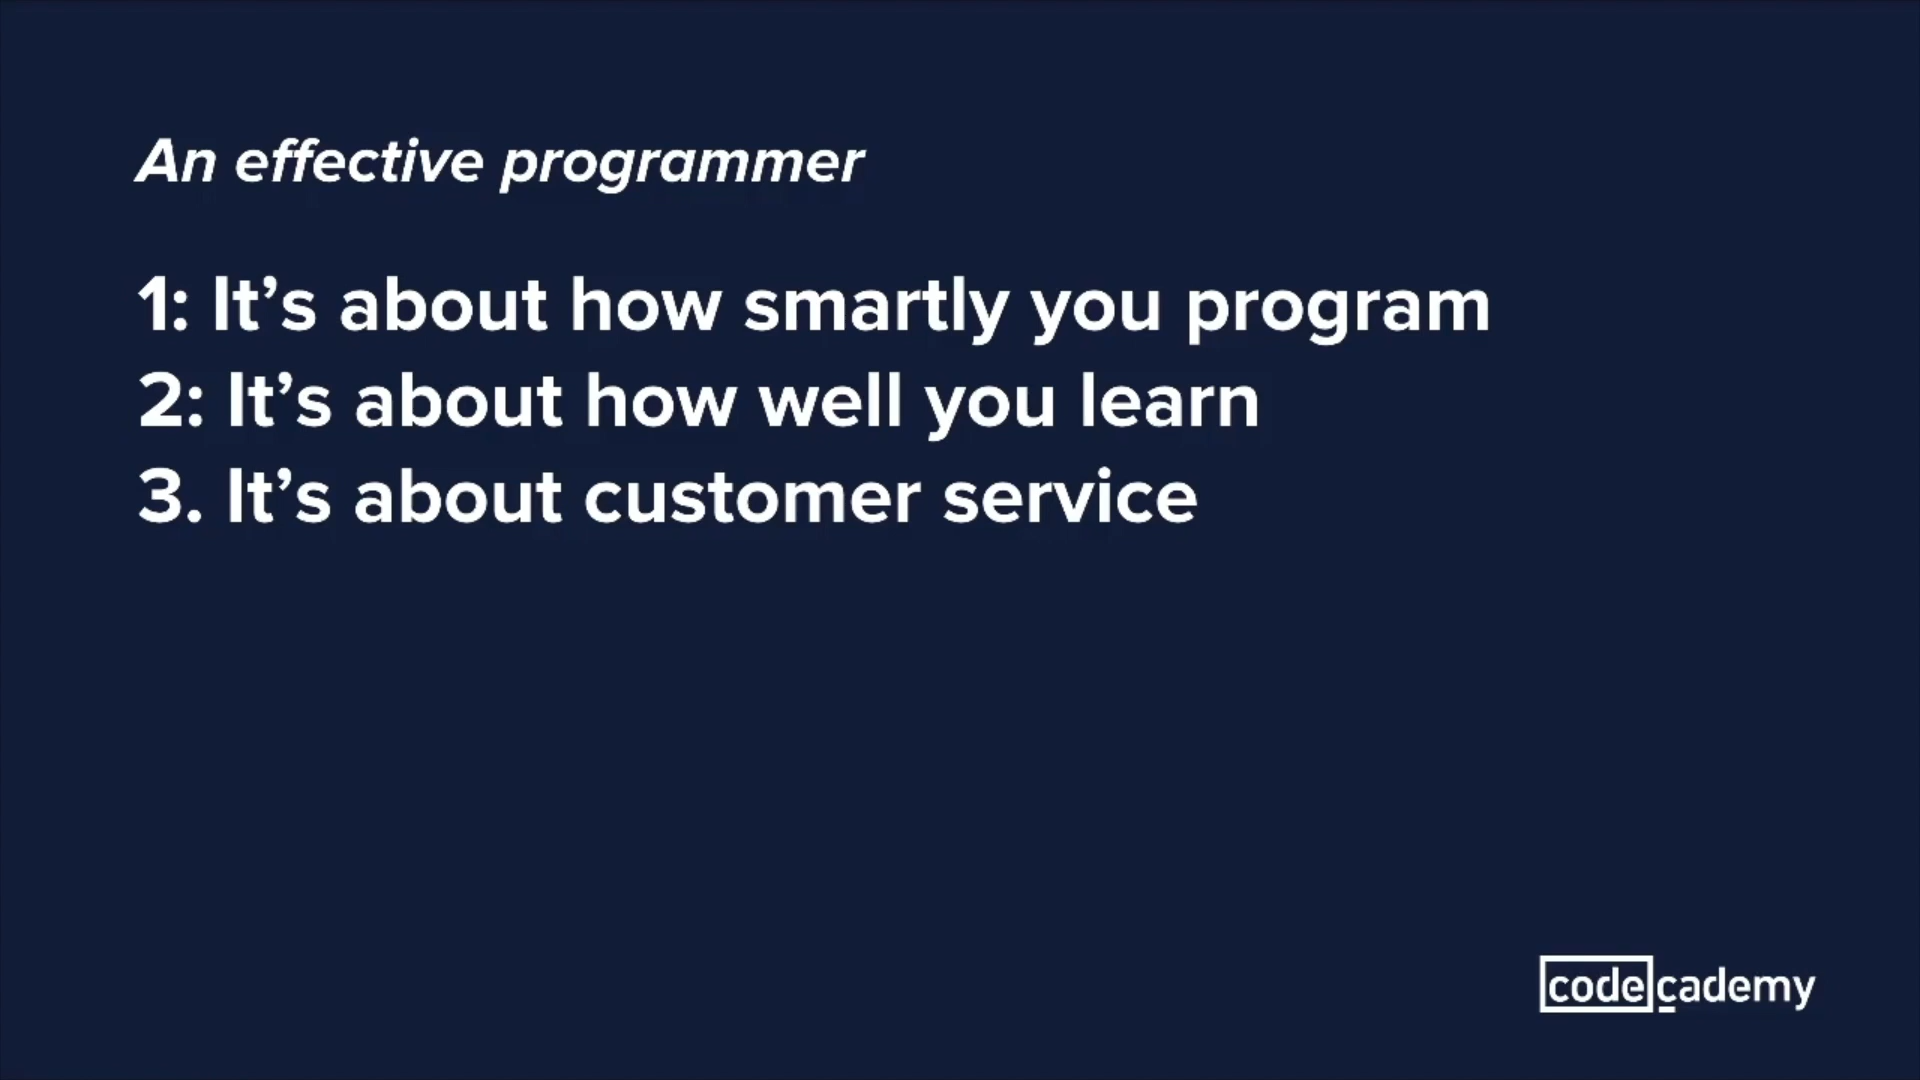 An effective programmer
1: It’s about how smartly you program
2: It’s about how well you learn
3. It’s about customer service
codecademy